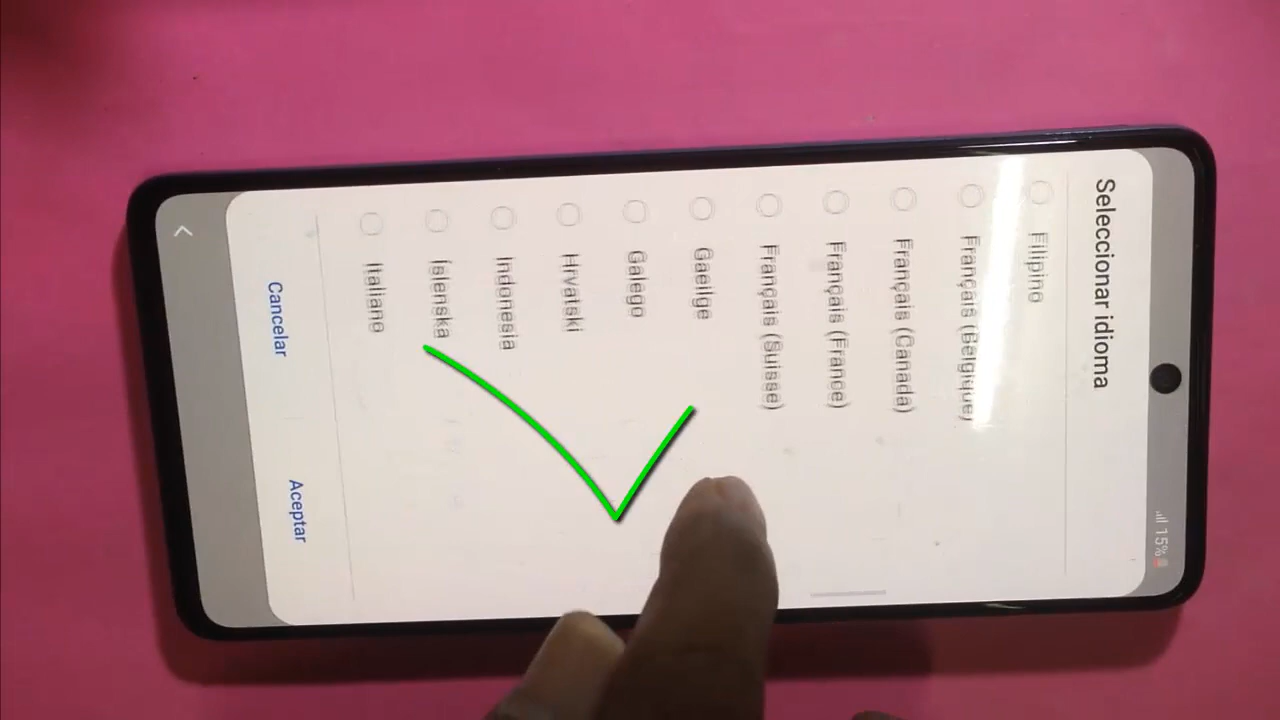 15%
Seleccionar idioma
Filipino
Français (Belgique)
Français (Canada)
Français (France)
Français (Suisse)
Gaeilge
Galego
Hrvatski
Indonesia
Íslenska
Italiano
Cancelar Aceptar